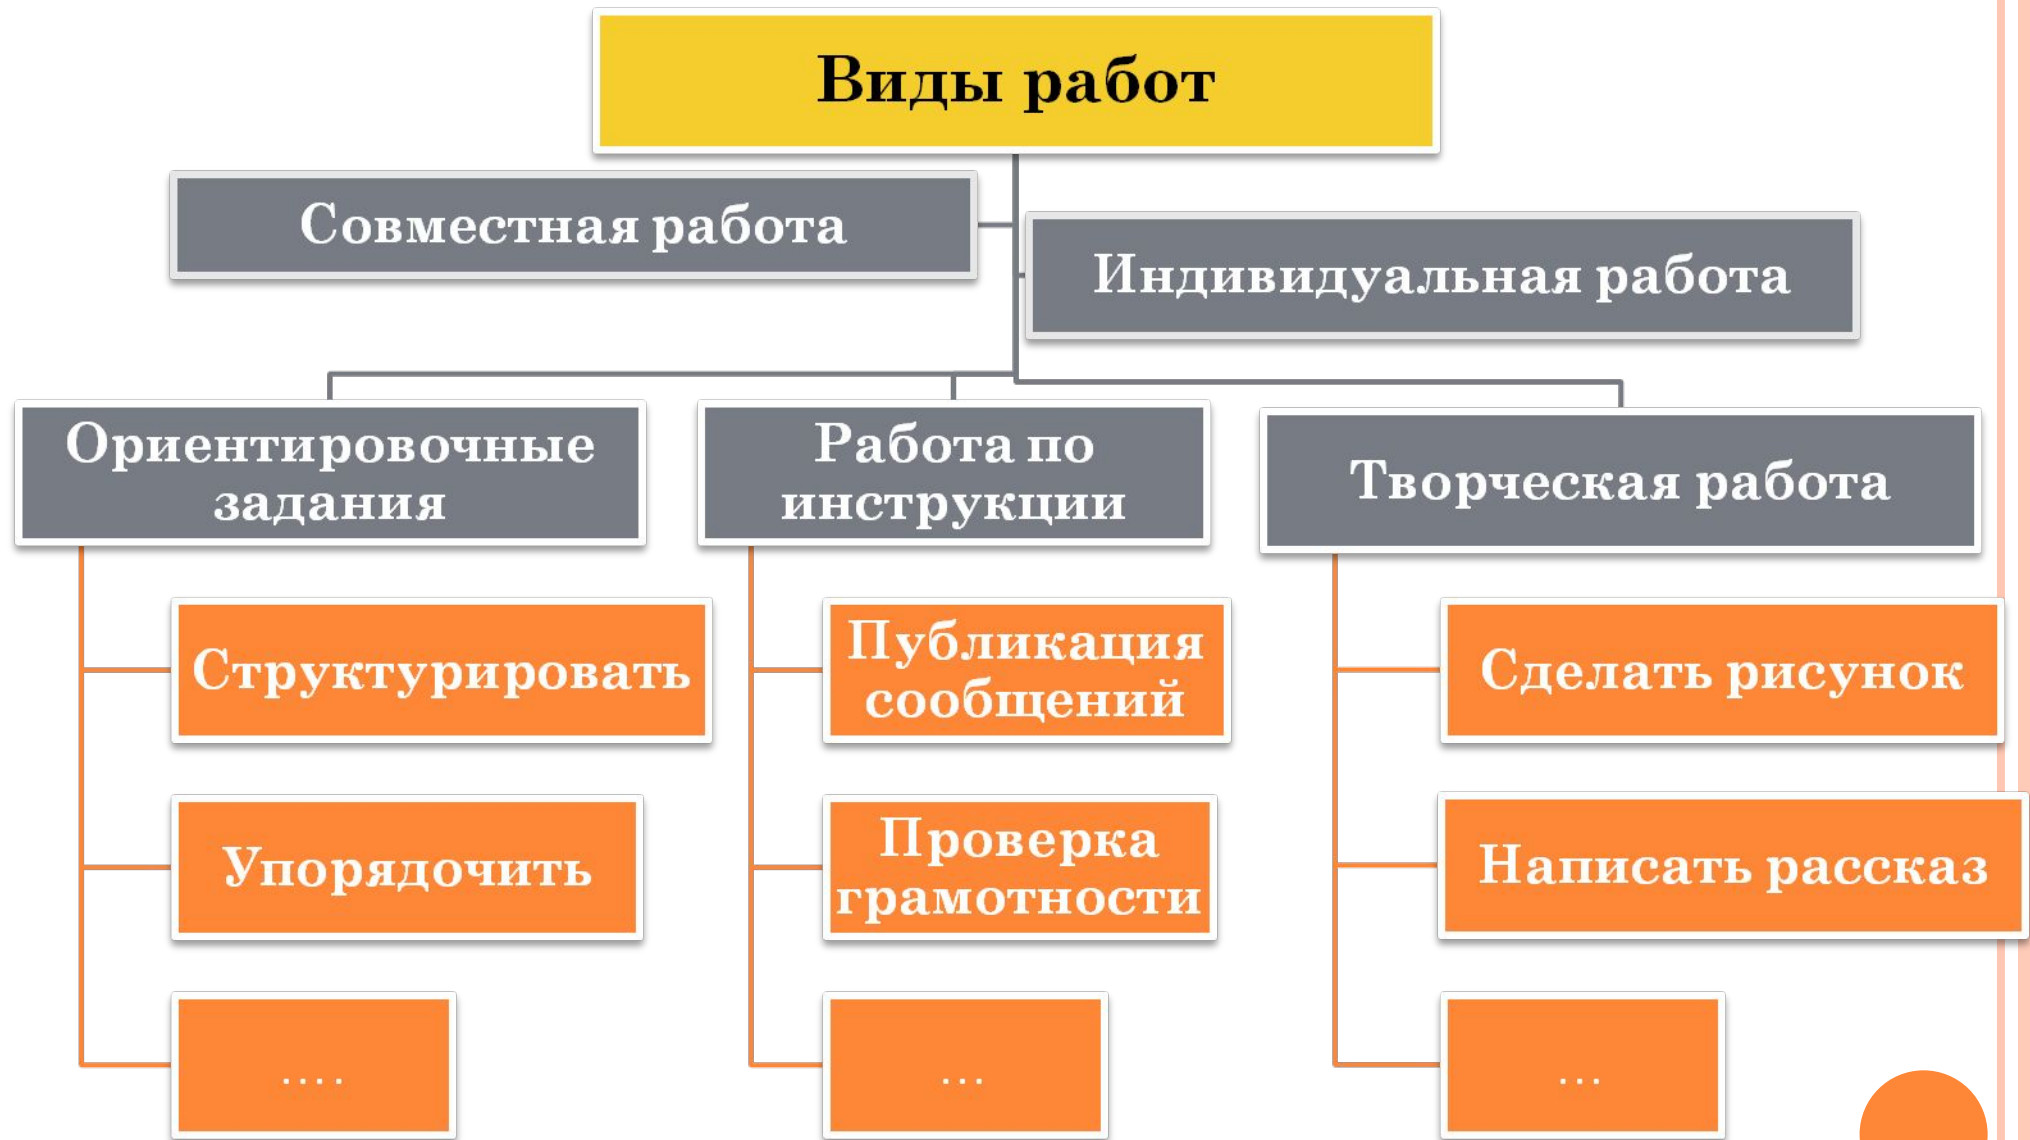 Виды работ
Совместная работа
Индивидуальная работа
Ориентировочные
задания
Работа по
инструкции
Творческая работа
Структурировать
Публикация
сообщений
Сделать рисунок
Упорядочить
Проверка
грамотности
Написать рассказ
....
...
...